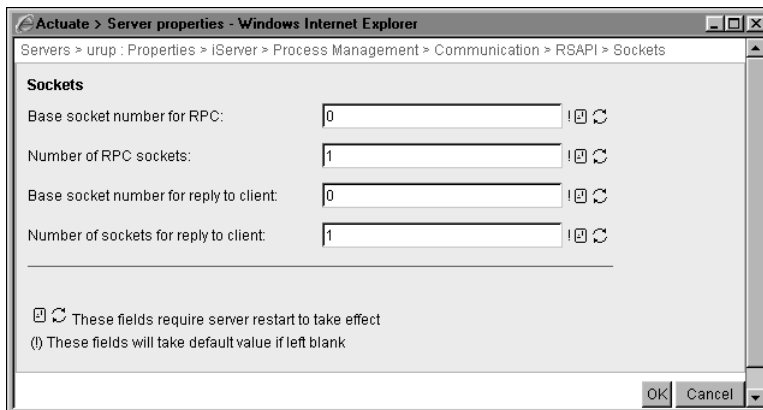 Actuate > Server properties - Windows Internet Explorer
Servers > urup : Properties > iServer > Process Management > Communication > RSAPI > Sockets
Sockets
Base socket number for RPC: 0 !
Number of RPC sockets: 1 !
Base socket number for reply to client: 0 !
Number of sockets for reply to client: 1 !
These fields require server restart to take effect
(!) These fields will take default value if left blank
OK Cancel